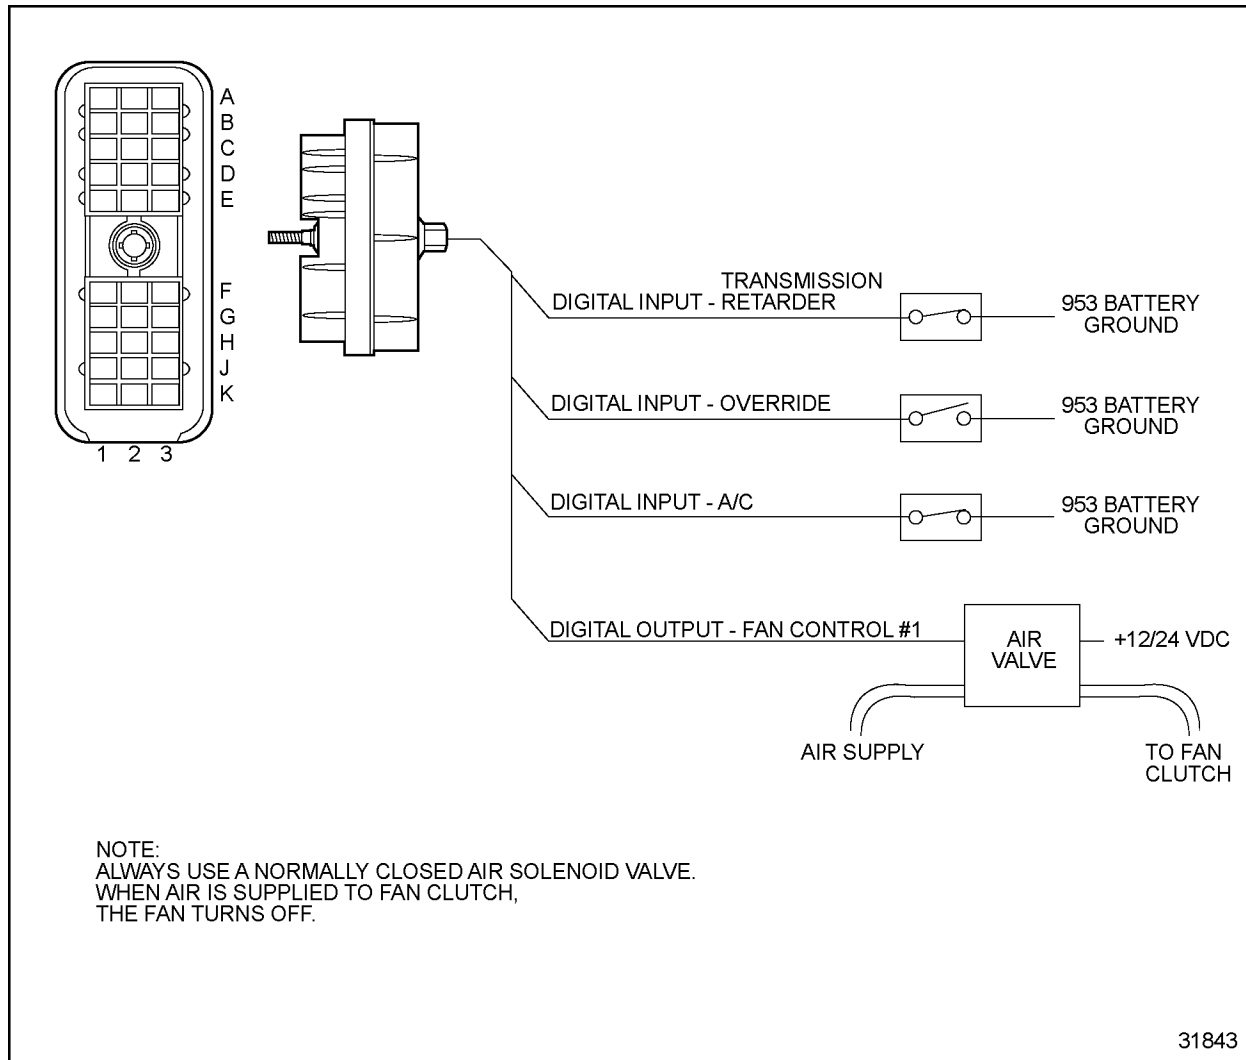 A
B
C
D
E
F
G
H
J
K
1 2 3
TRANSMISSION
DIGITAL INPUT - RETARDER
953 BATTERY
GROUND
DIGITAL INPUT - OVERRIDE
953 BATTERY
GROUND
DIGITAL INPUT - A/C
953 BATTERY
GROUND
DIGITAL OUTPUT - FAN CONTROL #1
AIR
VALVE
+12/24 VDC
AIR SUPPLY
TO FAN
CLUTCH
NOTE:
ALWAYS USE A NORMALLY CLOSED AIR SOLENOID VALVE.
WHEN AIR IS SUPPLIED TO FAN CLUTCH,
THE FAN TURNS OFF.
31843